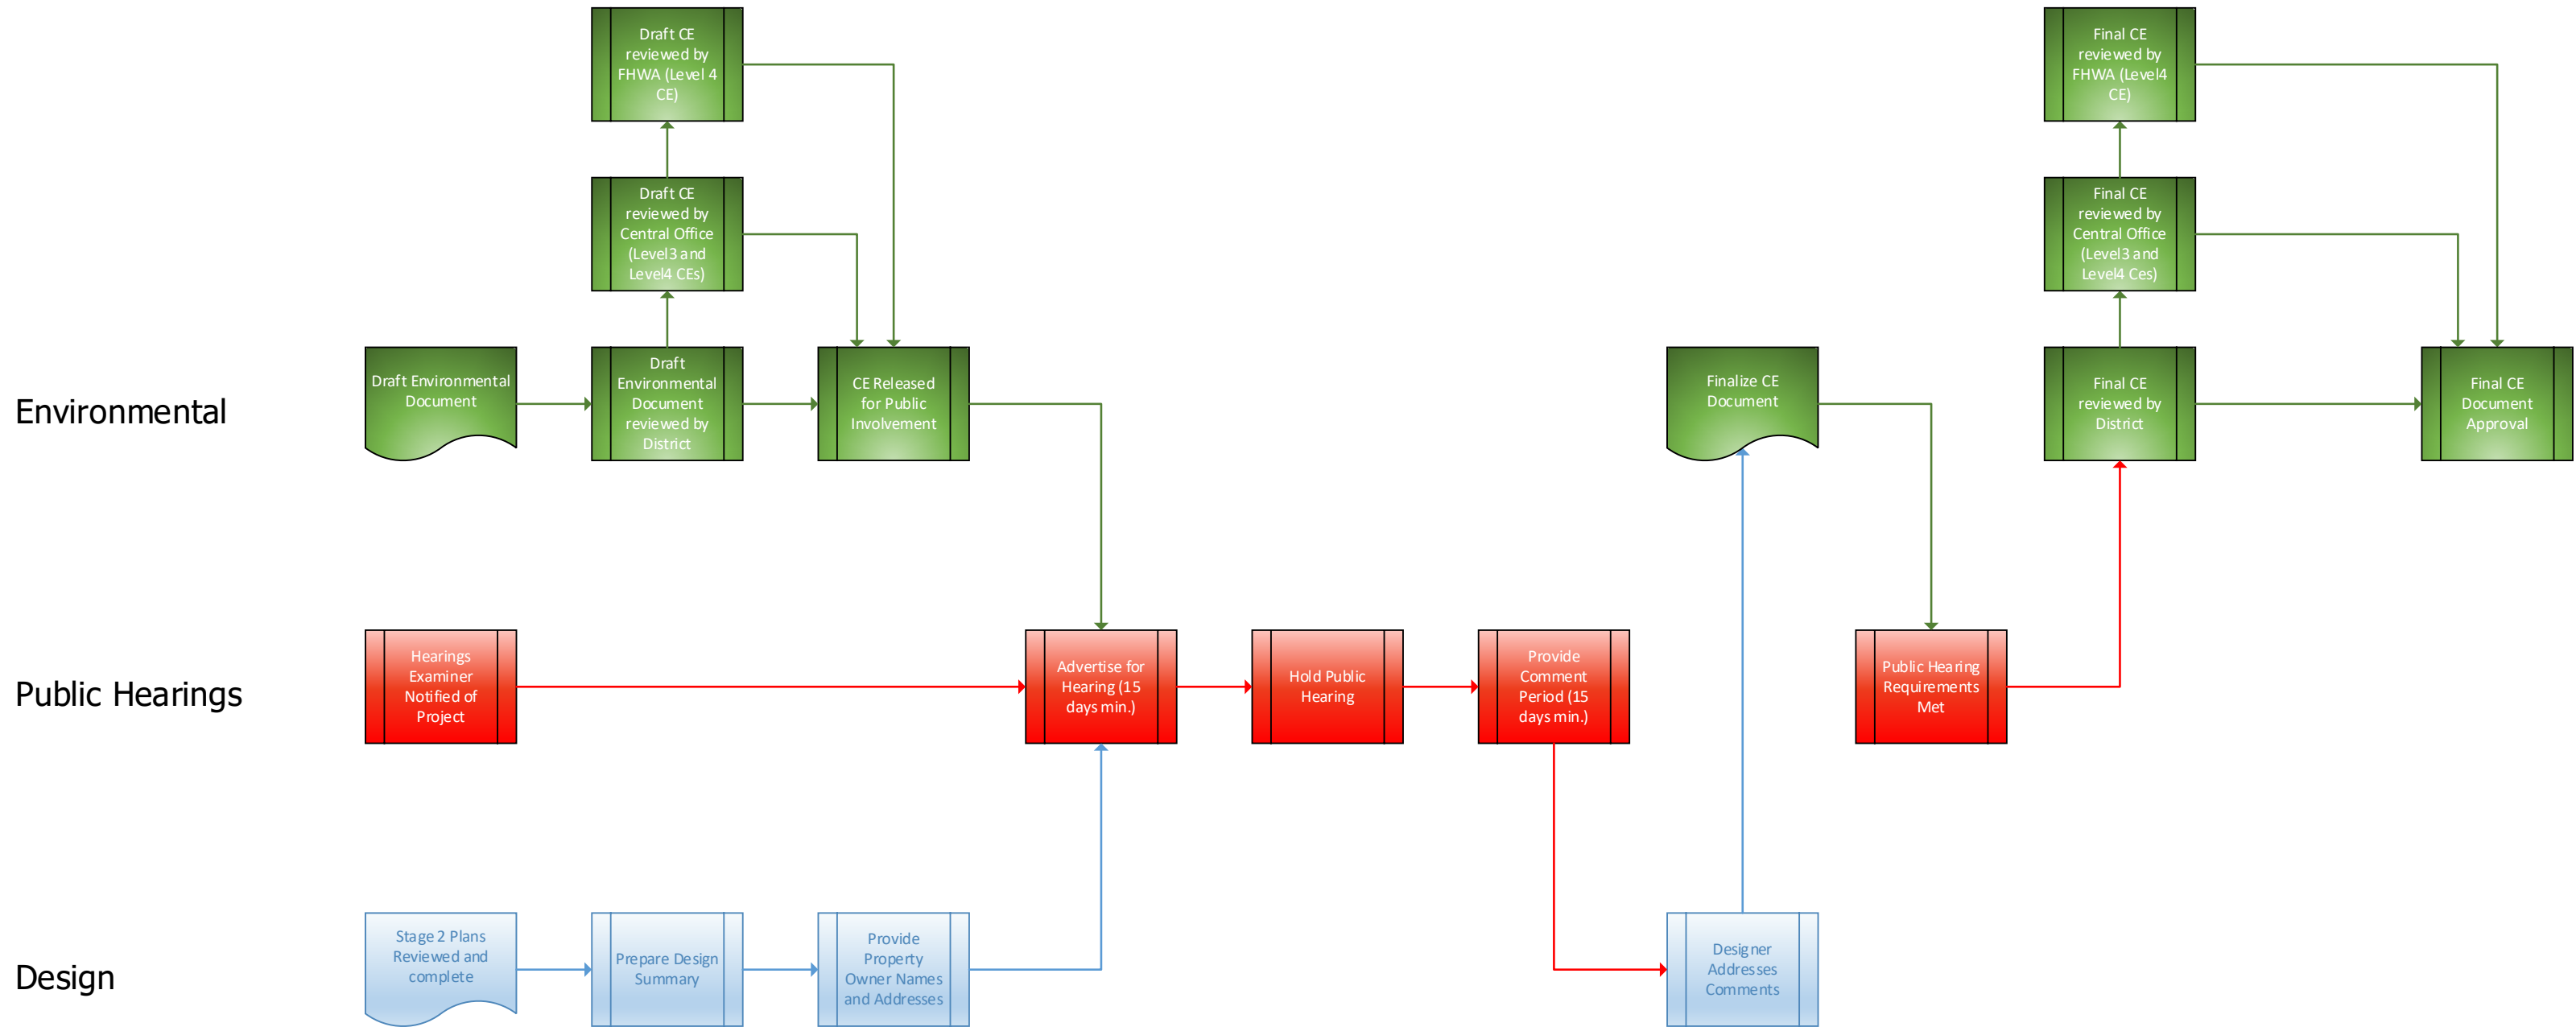 Draft CE
reviewed by
FHWA (Level 4
CE)
Final CE
reviewed by
FHWA (Level4
CE)
Draft CE
reviewed by
Central Office
(Level3 and
Level4 CEs)
Final CE
reviewed by
Central Office
(Level3 and
Level4 Ces)
Environmental
Draft Environmental
Document
Draft
Environmental
Document
reviewed by
District
CE Released
for Public
Involvement
Finalize CE
Document
Final CE
reviewed by
District
Final CE
Document
Approval
Public Hearings
Hearings
Examiner
Notified of
Project
Advertise for
Hearing (15
days min.)
Hold Public
Hearing
Provide
Comment
Period (15
days min.)
Public Hearing
Requirements
Met
Design
Stage 2 Plans
Reviewed and
complete
Prepare Design
Summary
Provide
Property
Owner Names
and Addresses
Designer
Addresses
Comments